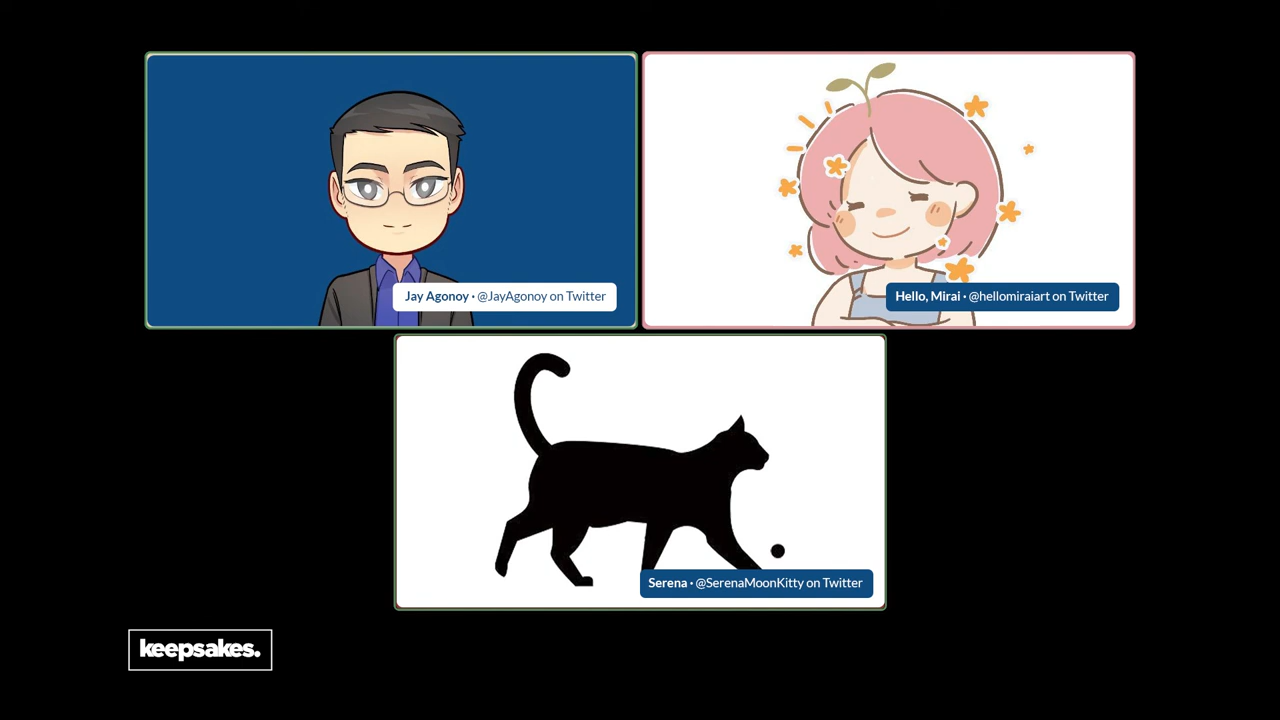 Jay Agonoy · @JayAgonoy on Twitter
Hello, Mirai · @hellomiraiart on Twitter
Serena · @SerenaMoonKitty on Twitter
keepsakes.